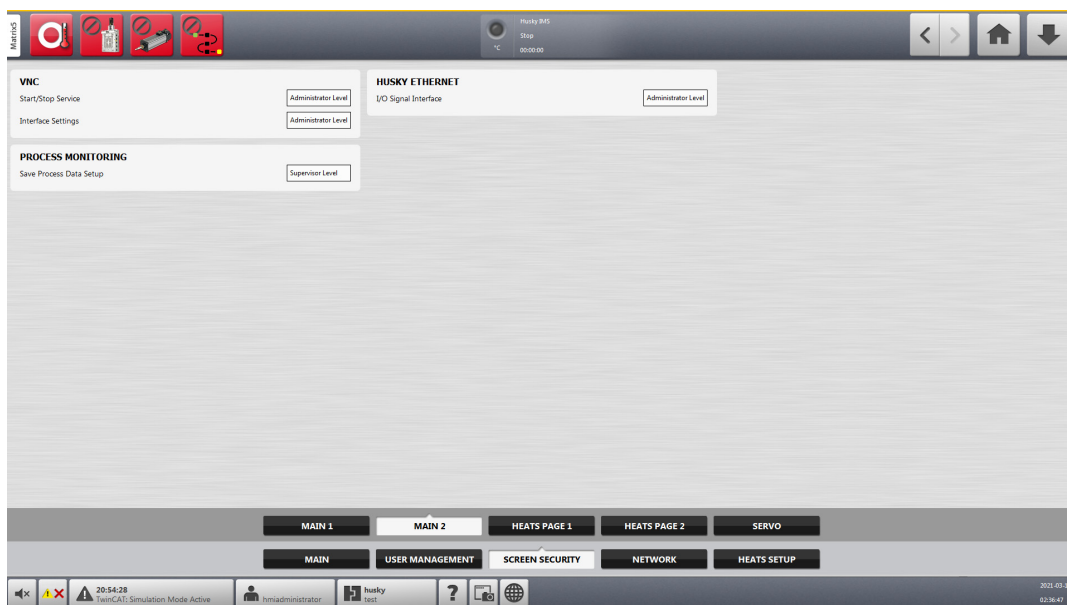 Matrix5
°C
Husky IMS
Stop
00:00:00
VNC
Start/Stop Service
Administrator Level
Interface Settings
Administrator Level
HUSKY ETHERNET
I/O Signal Interface
Administrator Level
PROCESS MONITORING
Save Process Data Setup
Supervisor Level
MAIN 1
MAIN 2
HEATS PAGE 1
HEATS PAGE 2
SERVO
MAIN
USER MANAGEMENT
SCREEN SECURITY
NETWORK
HEATS SETUP
20:54:28
TwinCAT: Simulation Mode Active
hmiadministrator
husky
test
?
02:36:47